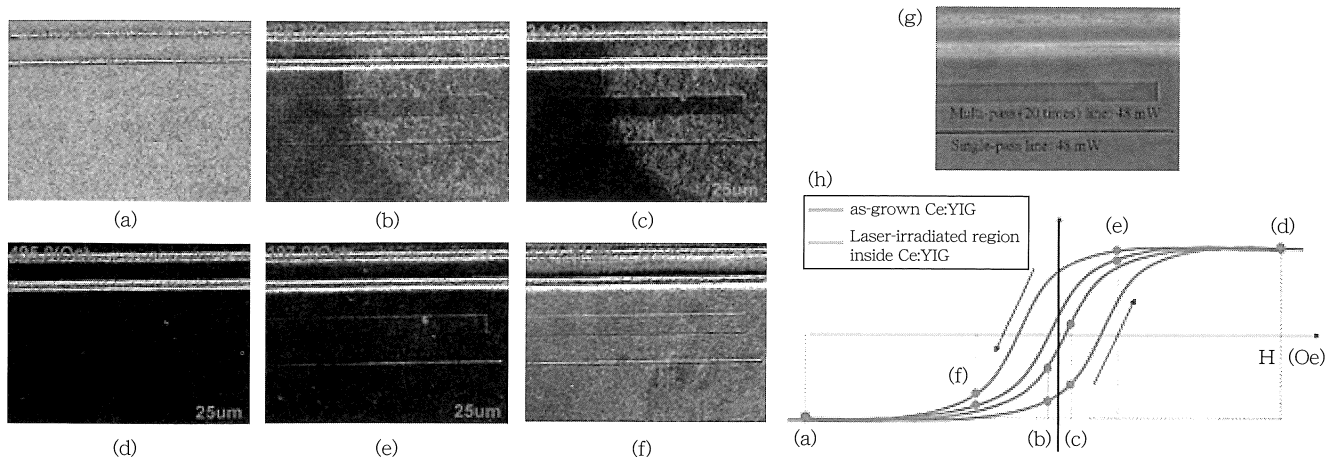 (g)
Multi-pass (20 times) line: 48 mW
Single-pass line: 48 mW
25um
25um
(a)
(b)
(c)
(h)
as-grown Ce:YIG
Laser-irradiated region
inside Ce:YIG
(e)
(d)
(f)
H (Oe)
(a)
(b)
(c)
25um
25um
(d)
(e)
(f)